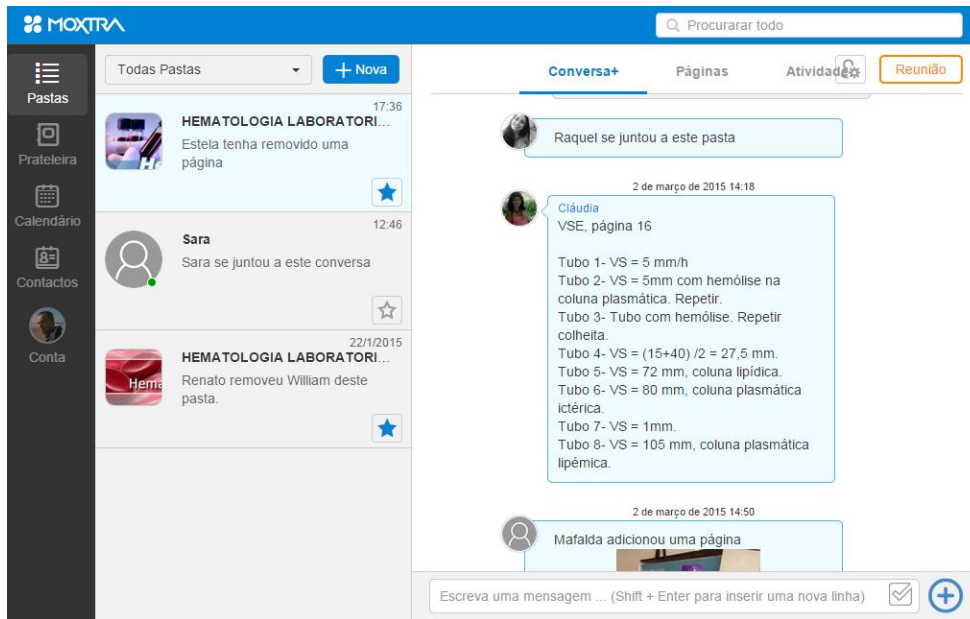 MOXTRA
Procurarar todo
Pastas
Prateleira
Calendário
Contactos
Conta
Todas Pastas
+ Nova
17:36
HEMATOLOGIA LABORATORI...
Estela tenha removido uma
página
12:46
Sara
Sara se juntou a este conversa
22/1/2015
HEMATOLOGIA LABORATORI...
Hema
Renato removeu William deste
pasta.
Conversa+
Páginas
Atividade
Reunião
Raquel se juntou a este pasta
2 de março de 2015 14:18
Cláudia
VSE, página 16
Tubo 1- VS = 5 mm/h
Tubo 2- VS = 5mm com hemólise na
coluna plasmática. Repetir.
Tubo 3- Tubo com hemólise. Repetir
colheita.
Tubo 4- VS = (15+40) /2 = 27,5 mm.
Tubo 5- VS = 72 mm, coluna lipídica.
Tubo 6- VS = 80 mm, coluna plasmática
ictérica.
Tubo 7- VS = 1mm.
Tubo 8- VS = 105 mm, coluna plasmática
lipémica.
2 de março de 2015 14:50
Mafalda adicionou uma página
Escreva uma mensagem ... (Shift + Enter para inserir uma nova linha)